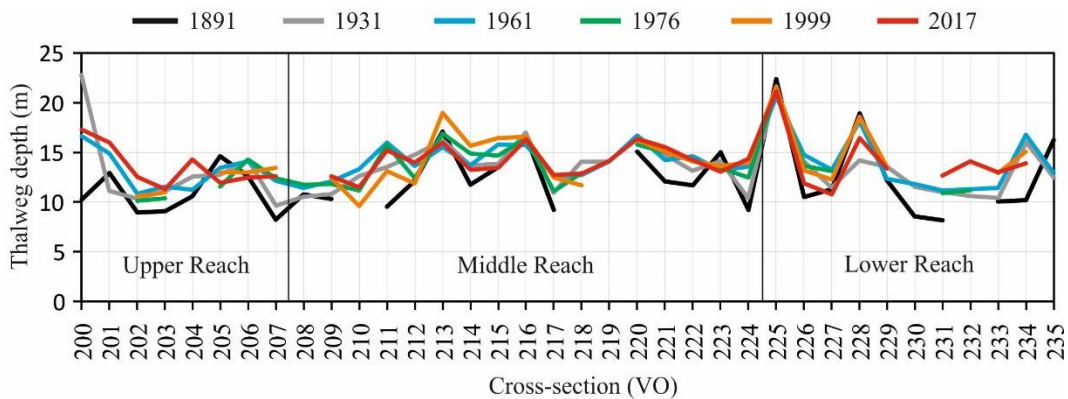 1891 1931 1961 1976 1999 2017
Thalweg depth (m)
25
20
15
10
5
0
Upper Reach Middle Reach Lower Reach
200 201 202 203 204 205 206 207 208 209 210 211 212 213 214 215 216 217 218 219 220 221 222 223 224 225 226 227 228 229 230 231 232 233 234 235
Cross-section (VO)